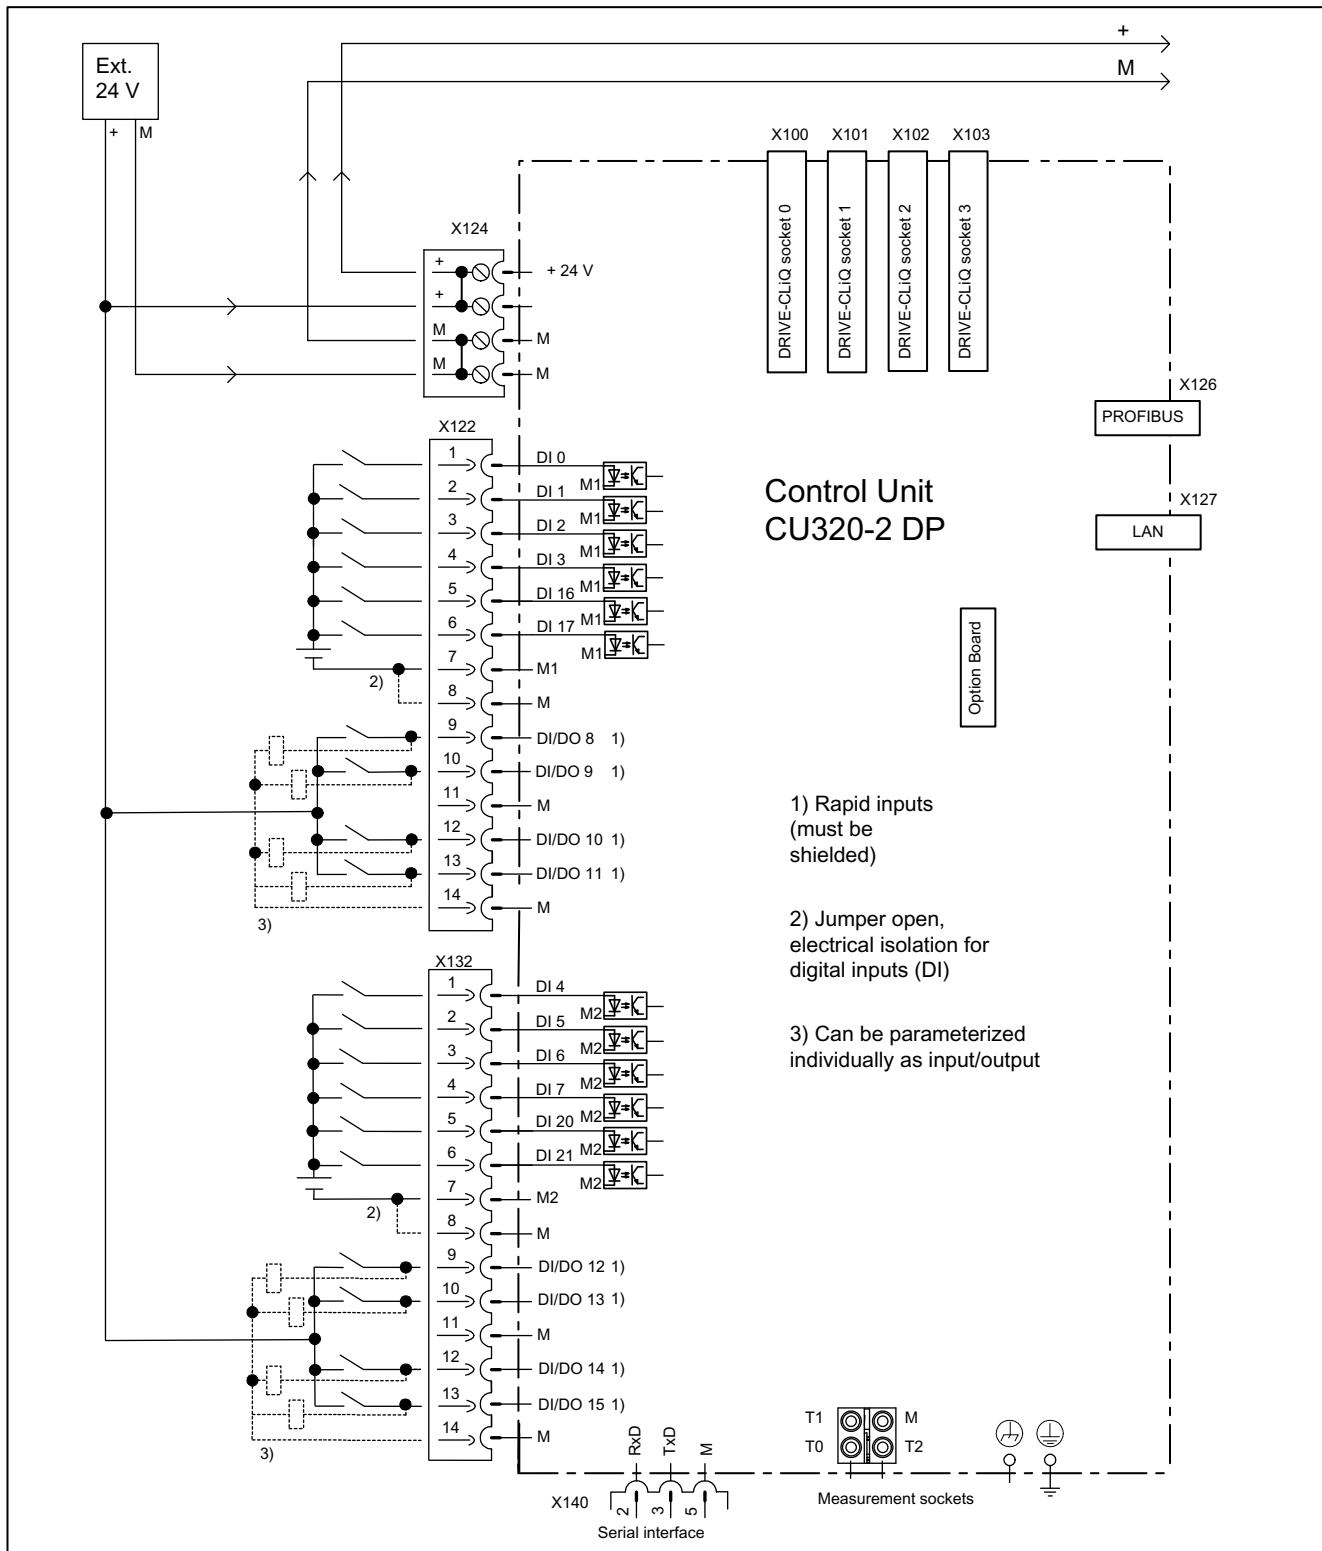 +
M
Ext.
24 V
+ M
X100 X101 X102 X103
DRIVE-CLiQ socket 0
DRIVE-CLiQ socket 1
DRIVE-CLiQ socket 2
DRIVE-CLiQ socket 3
X124
+ + 24 V
+
M M
M M
X126
PROFIBUS
X127
LAN
Control Unit
CU320-2 DP
Option Board
X122
1 DI 0
M1
2 DI 1
M1
3 DI 2
M1
4 DI 3
M1
5 DI 16
M1
6 DI 17
M1
7 M1
2)
8 M
9 DI/DO 8 1)
10 DI/DO 9 1)
11 M
12 DI/DO 10 1)
13 DI/DO 11 1)
14 M
3)
1) Rapid inputs
(must be
shielded)
2) Jumper open,
electrical isolation for
digital inputs (DI)
3) Can be parameterized
individually as input/output
X132
1 DI 4
M2
2 DI 5
M2
3 DI 6
M2
4 DI 7
M2
5 DI 20
M2
6 DI 21
M2
7 M2
2)
8 M
9 DI/DO 12 1)
10 DI/DO 13 1)
11 M
12 DI/DO 14 1)
13 DI/DO 15 1)
14 M
3)
RxD TxD M
X140
2 3 5
Serial interface
T1 M
T0 T2
Measurement sockets